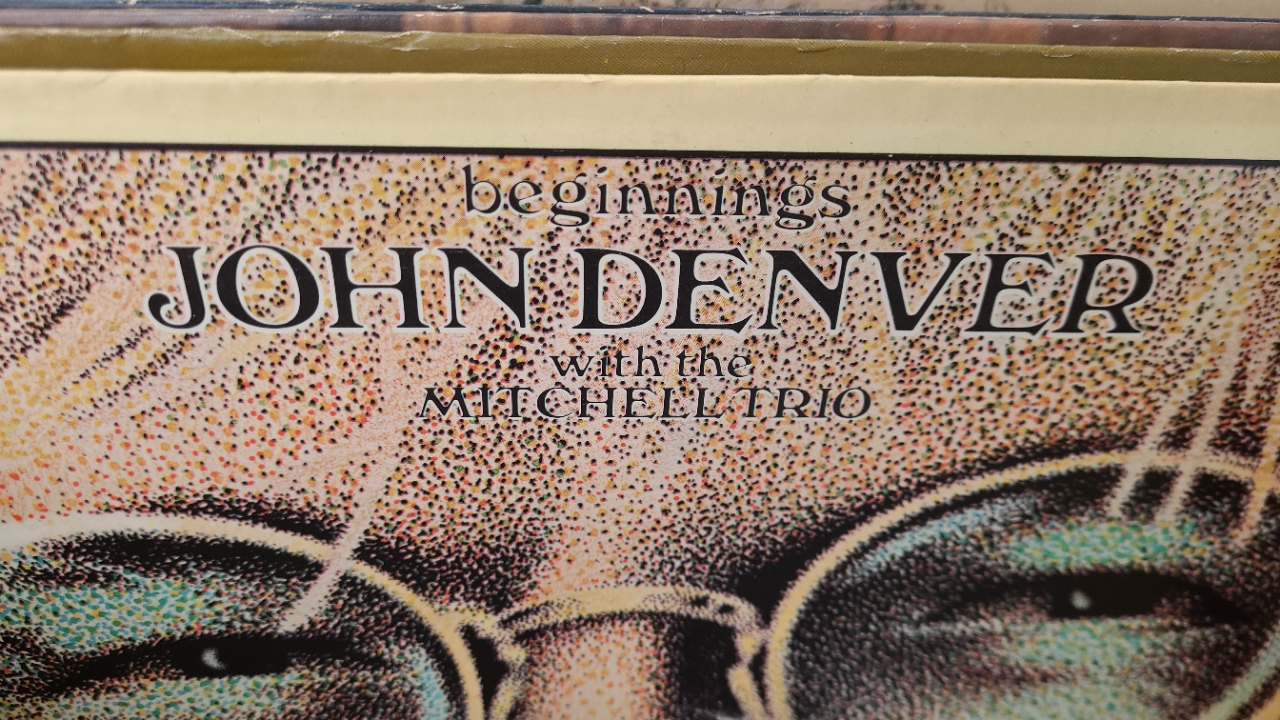 beginnings
JOHN DENVER
with the
MITCHELL TRIO